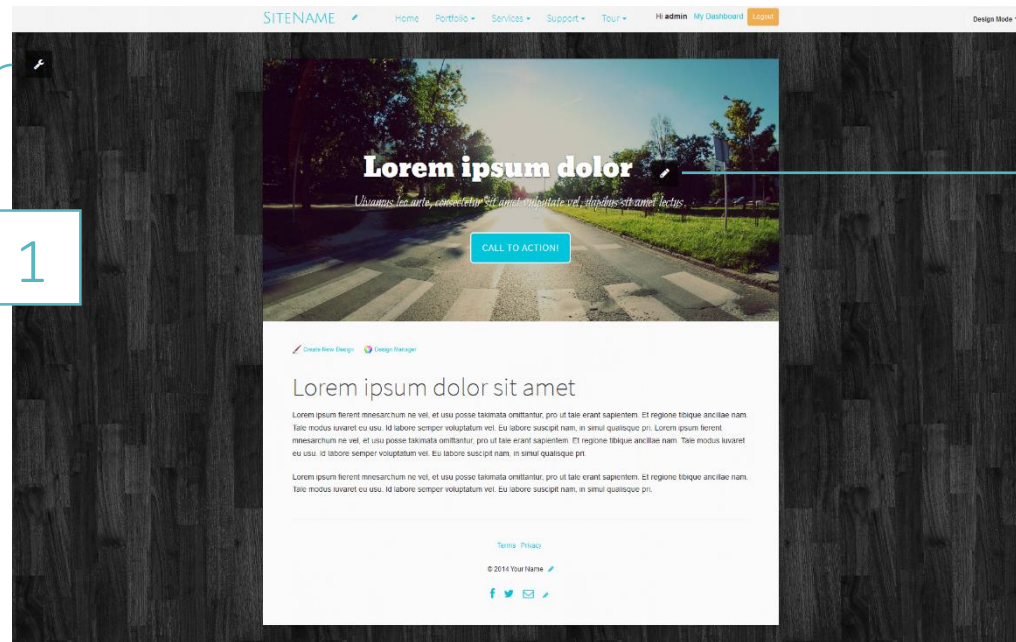 SITENAME Home Portfolio Services Support Tour Hi admin My Dashboard Logout Design Mode
1
Lorem ipsum dolor
Vivamus leo ante, consectetur sit amet vulputate vel, dapibus sit amet lectus.
CALL TO ACTION!
Create New Design Design Manager
Lorem ipsum dolor sit amet
Lorem ipsum fierent mnesarchum ne vel, et usu posse takimata omittantur, pro ut tale erant sapientem. Et regione tibique ancillae nam.
Tale modus iuvaret eu usu. Id labore semper voluptatum vel. Eu labore suscipit nam, in simul qualisque pri. Lorem ipsum fierent
mnesarchum ne vel, et usu posse takimata omittantur, pro ut tale erant sapientem. Et regione tibique ancillae nam. Tale modus iuvaret
eu usu. Id labore semper voluptatum vel. Eu labore suscipit nam, in simul qualisque pri.
Lorem ipsum fierent mnesarchum ne vel, et usu posse takimata omittantur, pro ut tale erant sapientem. Et regione tibique ancillae nam.
Tale modus iuvaret eu usu. Id labore semper voluptatum vel. Eu labore suscipit nam, in simul qualisque pri.
Terms Privacy
© 2014 Your Name